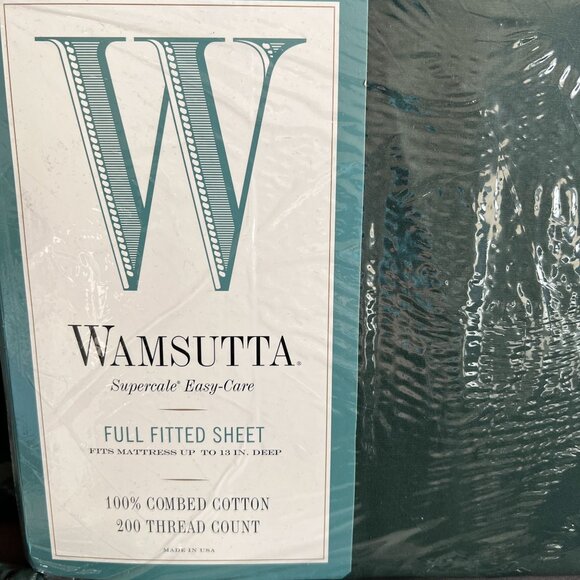 W
WAMSUTTA®
Supercale® Easy-Care
FULL FITTED SHEET
FITS MATTRESS UP TO 13 IN. DEEP
100% COMBED COTTON
200 THREAD COUNT
MADE IN USA